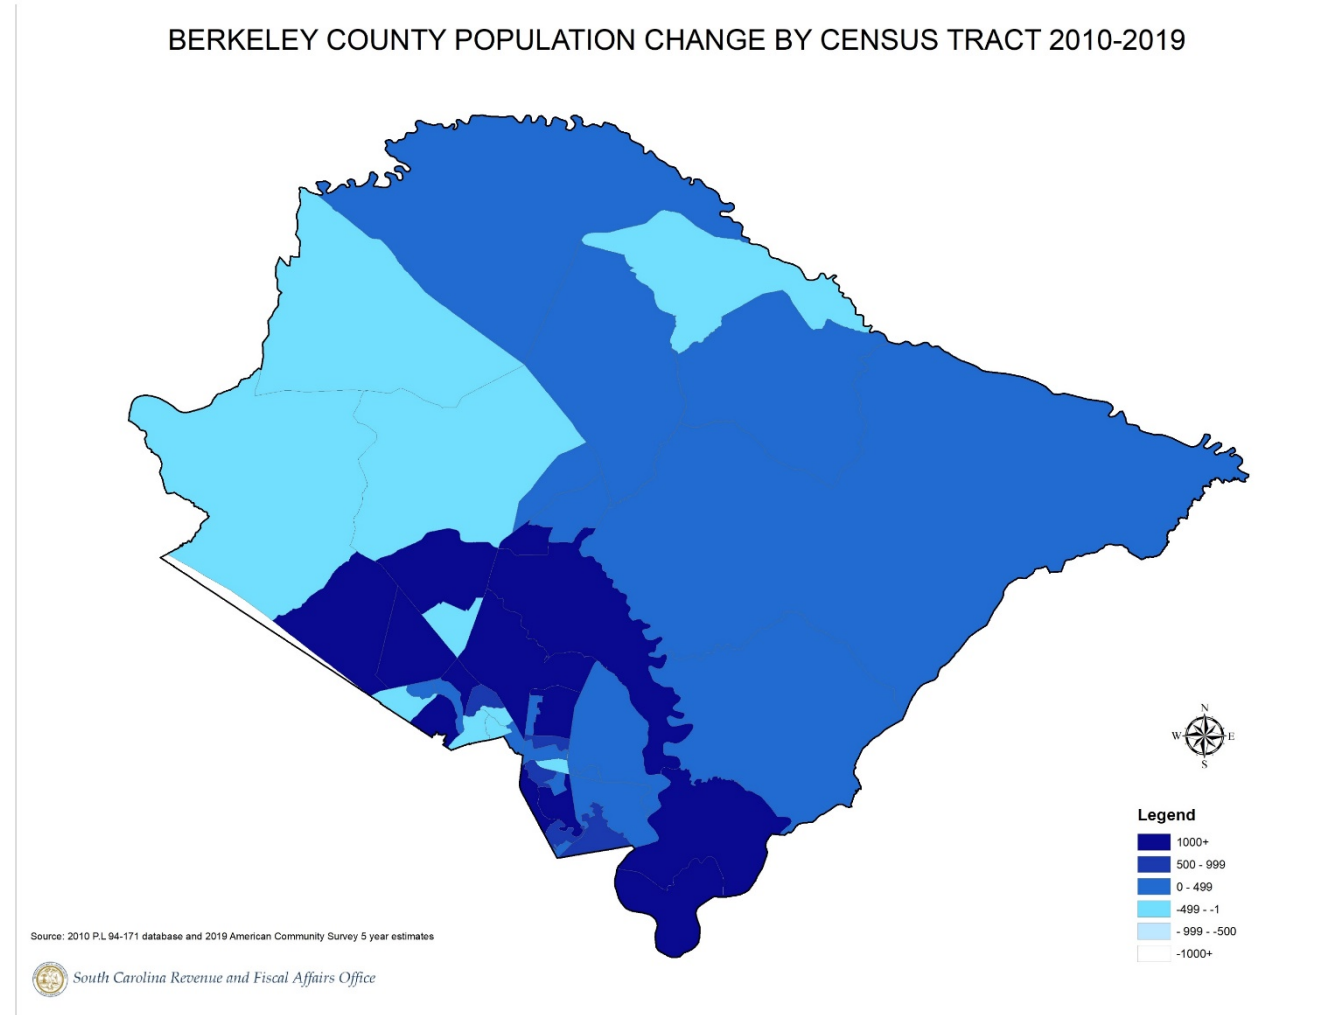 BERKELEY COUNTY POPULATION CHANGE BY CENSUS TRACT 2010-2019
N
W E
S
Legend
1000+
500 - 999
0 - 499
-499 - -1
- 999 - -500
-1000+
Source: 2010 P.L 94-171 database and 2019 American Community Survey 5 year estimates
South Carolina Revenue and Fiscal Affairs Office